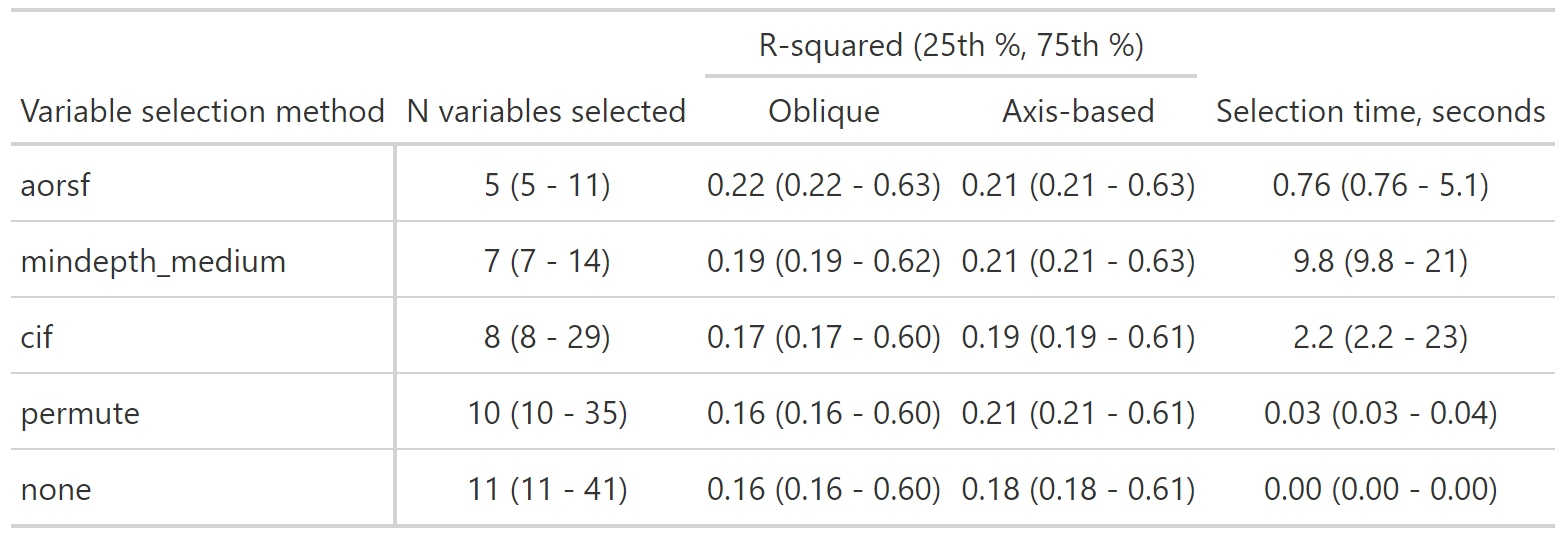 R-squared (25th %, 75th %)
Variable selection method N variables selected Oblique Axis-based Selection time, seconds
aorsf 5 (5 - 11) 0.22 (0.22 - 0.63) 0.21 (0.21 - 0.63) 0.76 (0.76 - 5.1)
mindepth_medium 7 (7 - 14) 0.19 (0.19 - 0.62) 0.21 (0.21 - 0.63) 9.8 (9.8 - 21)
cif 8 (8 - 29) 0.17 (0.17 - 0.60) 0.19 (0.19 - 0.61) 2.2 (2.2 - 23)
permute 10 (10 - 35) 0.16 (0.16 - 0.60) 0.21 (0.21 - 0.61) 0.03 (0.03 - 0.04)
none 11 (11 - 41) 0.16 (0.16 - 0.60) 0.18 (0.18 - 0.61) 0.00 (0.00 - 0.00)